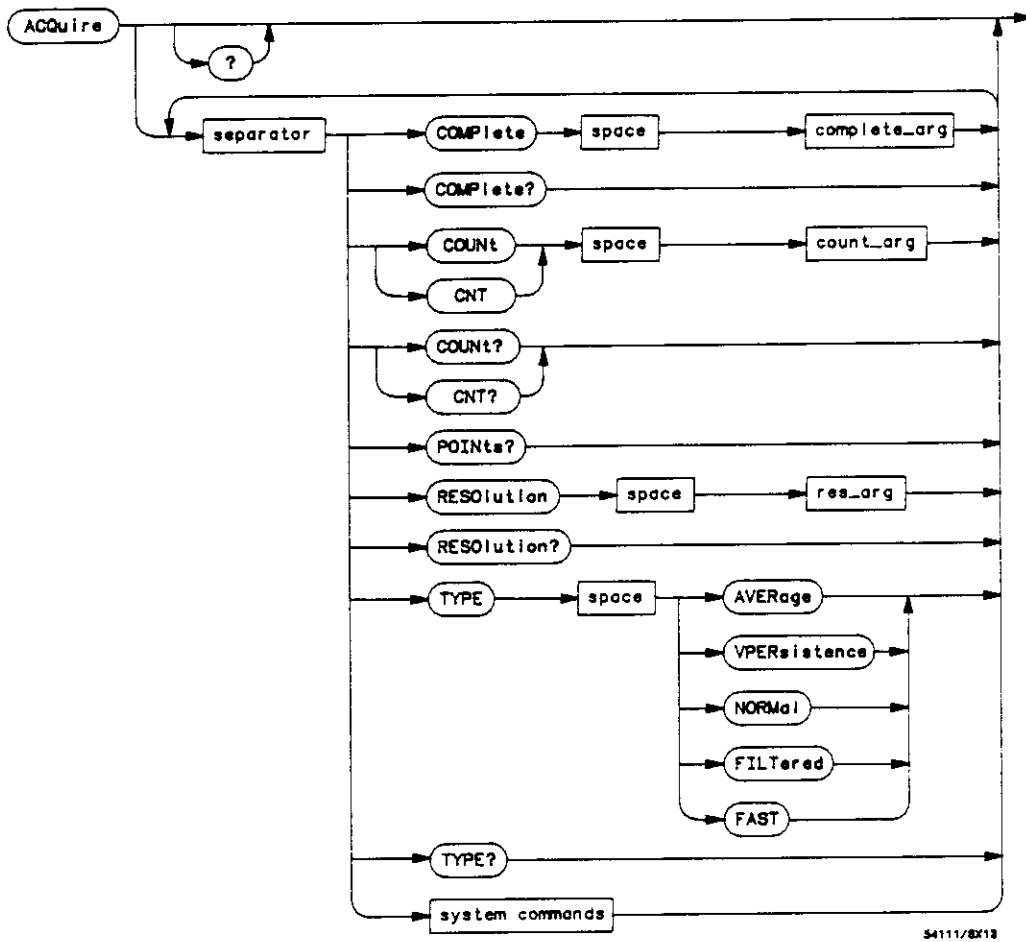 ACQuire
?
separator
COMPlete space complete_arg
COMPlete?
COUNt space count_arg
CNT
COUNt?
CNT?
POINts?
RESOlution space res_arg
RESOlution?
TYPE space AVERage
VPERsistence
NORMal
FILTered
FAST
TYPE?
system commands
54111/BX13